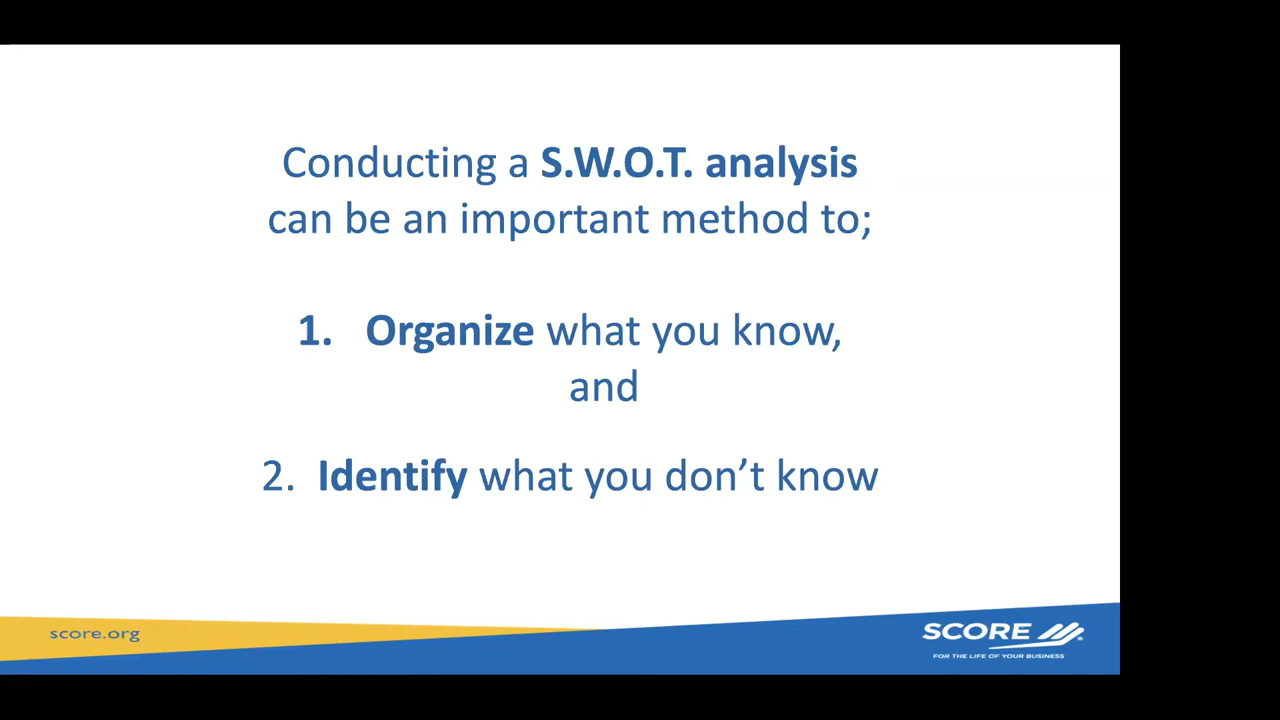 Conducting a S.W.O.T. analysis
can be an important method to;
1. Organize what you know,
and
2. Identify what you don’t know
score.org
SCORE
FOR THE LIFE OF YOUR BUSINESS